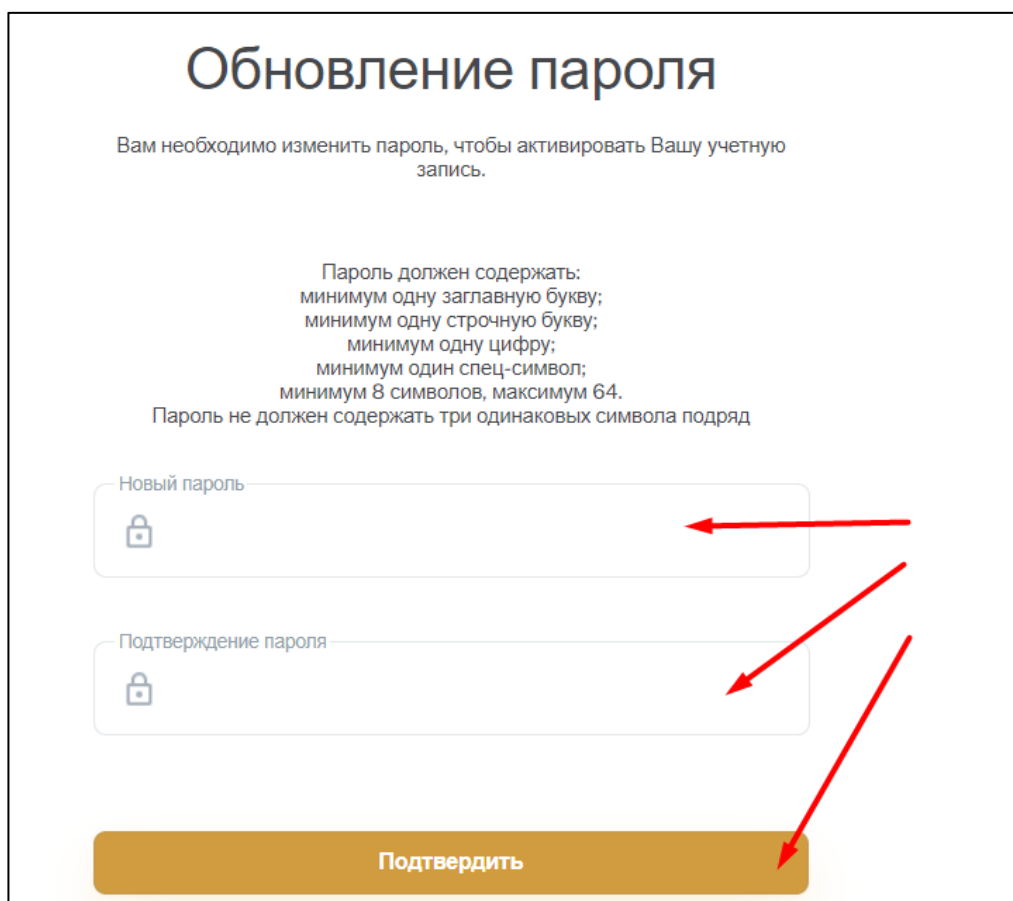 Обновление пароля
Вам необходимо изменить пароль, чтобы активировать Вашу учетную
запись.
Пароль должен содержать:
минимум одну заглавную букву;
минимум одну строчную букву;
минимум одну цифру;
минимум один спец-символ;
минимум 8 символов, максимум 64.
Пароль не должен содержать три одинаковых символа подряд
Новый пароль
Подтверждение пароля
Подтвердить